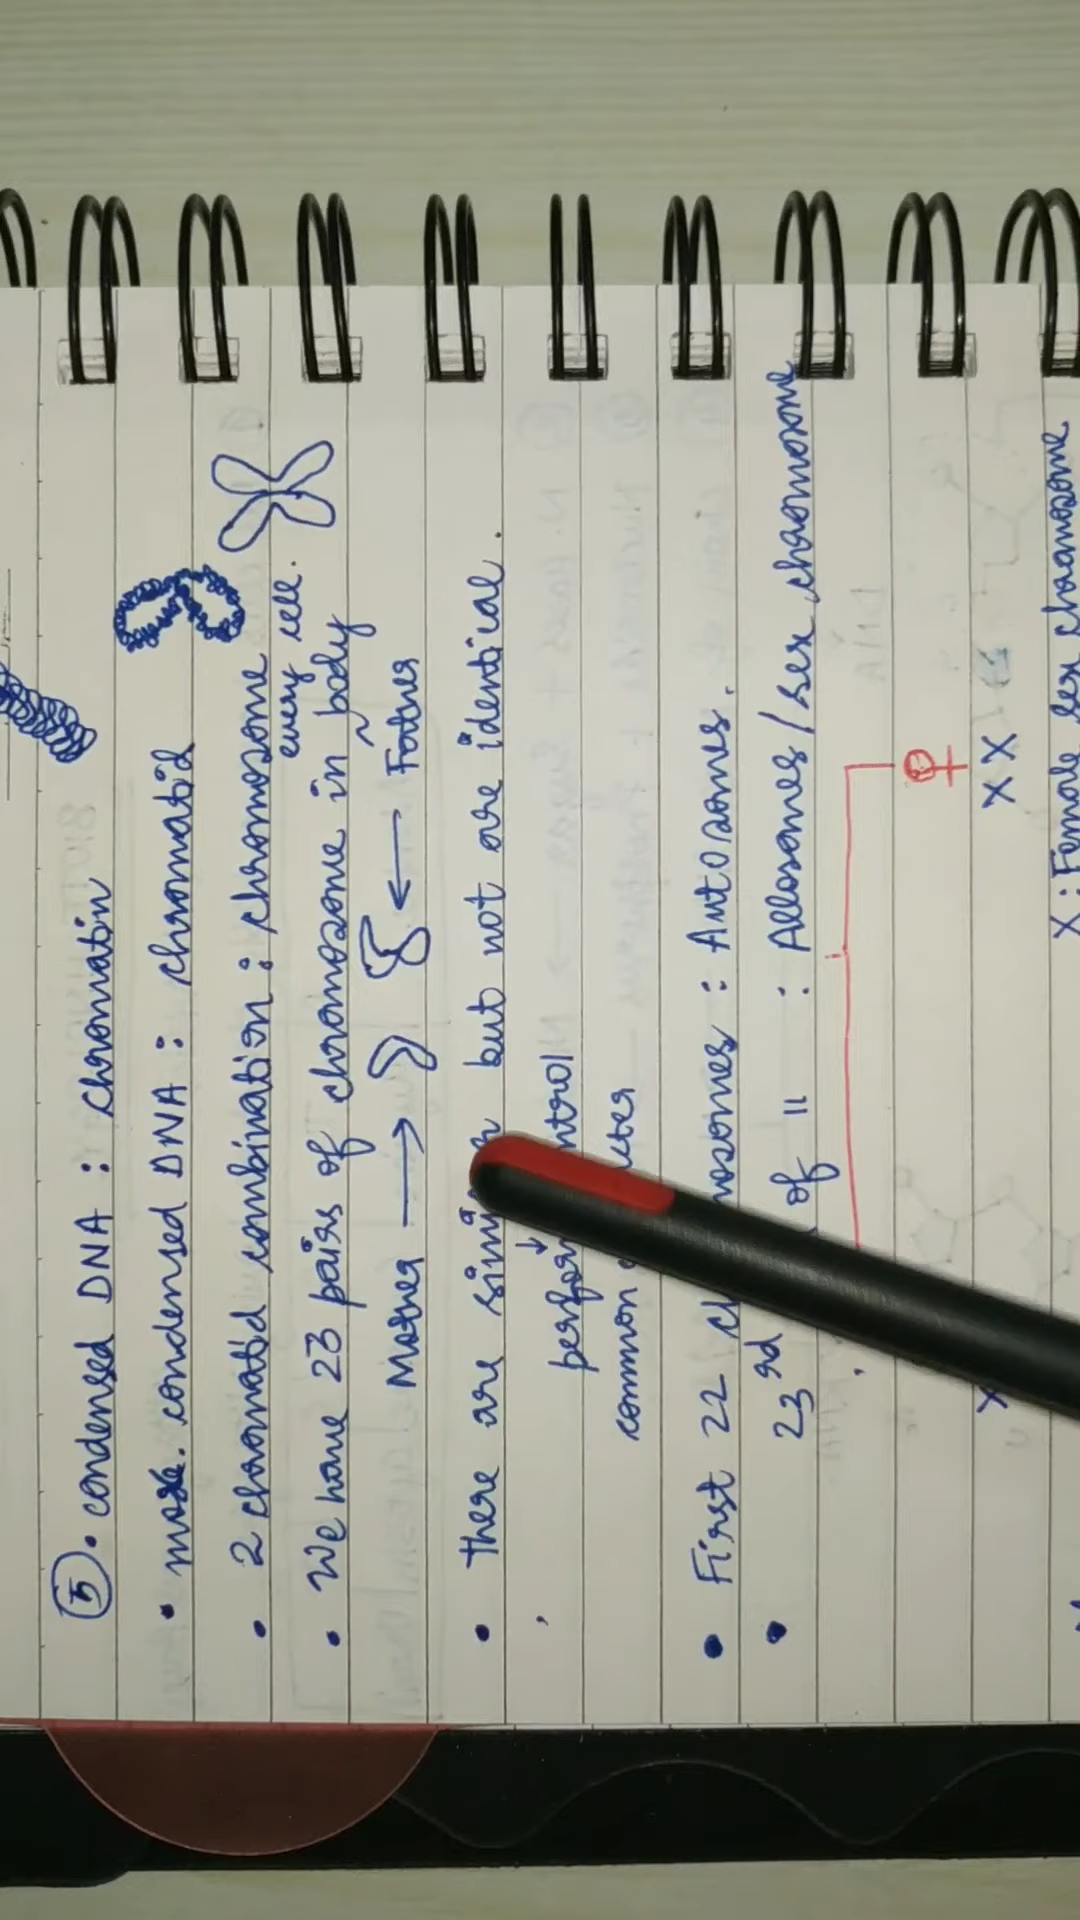 5 • condensed DNA : chromatin
• more condensed DNA : chromatid
• 2 chromatid combination : chromosome
every cell.
• We have 23 pairs of chromosome in body
Mother → ← Father
• There are but not are identical.
common
• First 22 : Autosomes.
• 23rd of " : Allosomes/sex chromosome
XX
X : Female sex chromosome